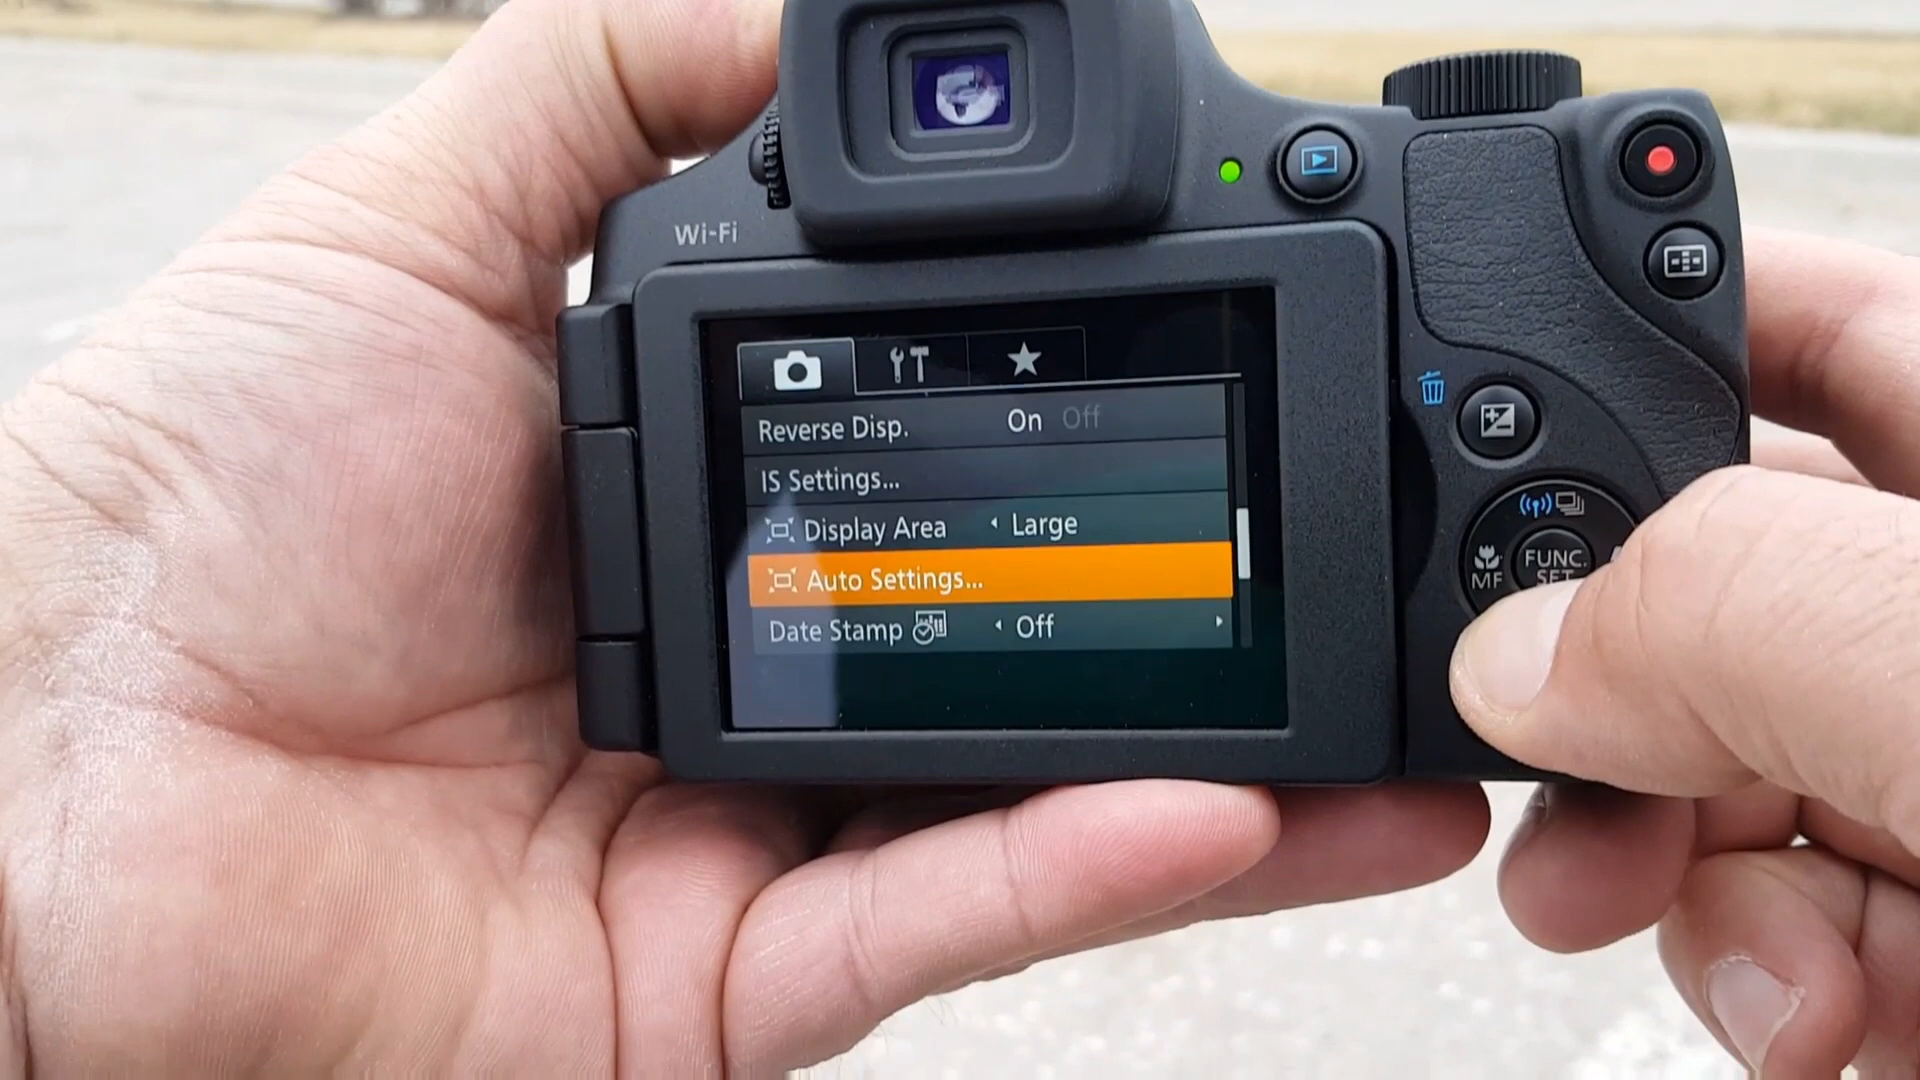 Wi-Fi
Reverse Disp. On Off
IS Settings...
Display Area Large
Auto Settings...
Date Stamp Off
MF
FUNC.
SET